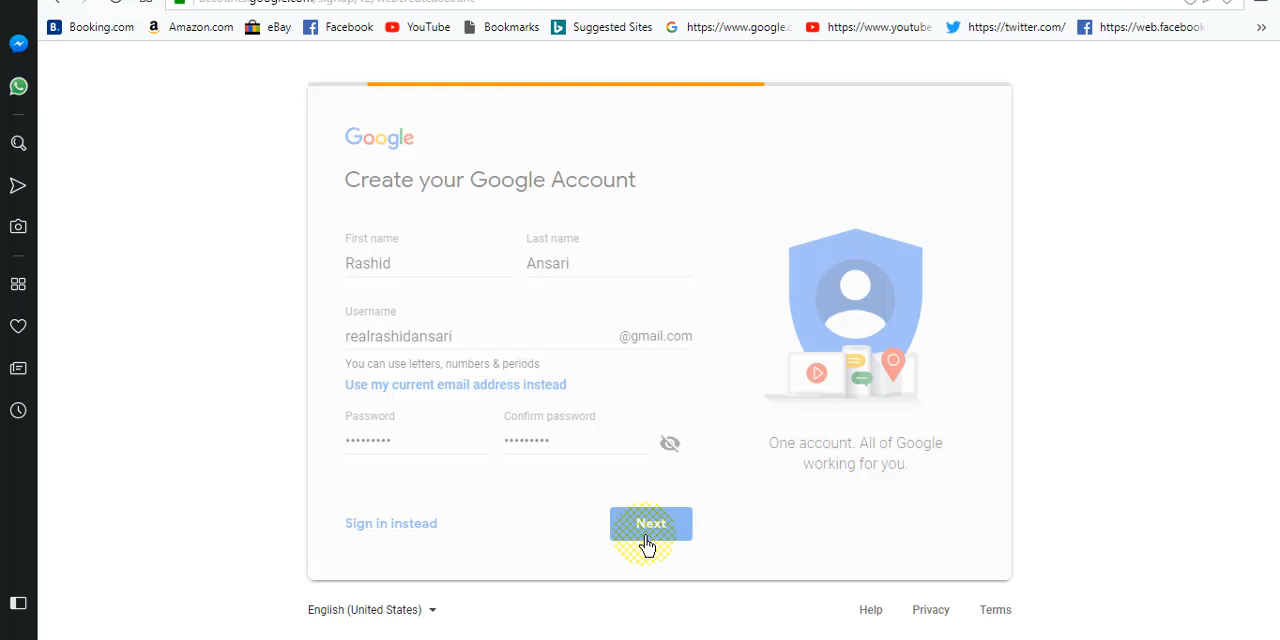 Booking.com Amazon.com eBay Facebook YouTube Bookmarks Suggested Sites https://www.google. https://www.youtube https://twitter.com/ https://web.facebook »
Google
Create your Google Account
First name Last name
Rashid Ansari
Username
realrashidansari @gmail.com
You can use letters, numbers & periods
Use my current email address instead
Password Confirm password
••••••••• •••••••••
One account. All of Google
working for you.
Sign in instead Next
English (United States) Help Privacy Terms